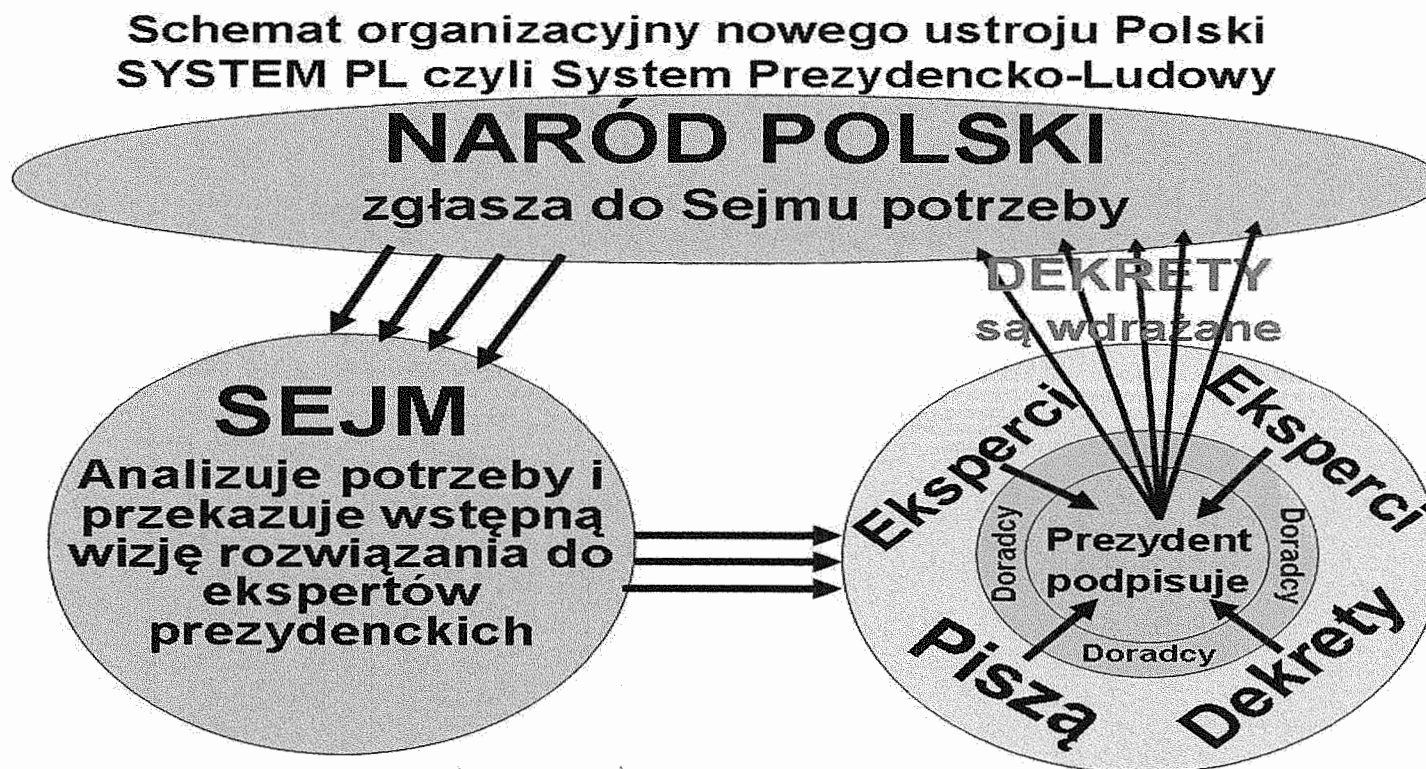 Schemat organizacyjny nowego ustroju Polski
SYSTEM PL czyli System Prezydencko-Ludowy
NARÓD POLSKI
zgłasza do Sejmu potrzeby
DEKRETY
są wdrażane
SEJM
Analizuje potrzeby i
przekazuje wstępną
wizję rozwiązania do
ekspertów
prezydenckich
Eksperci
Eksperci
Doradcy
Prezydent
podpisuje
Doradcy
Doradcy
Piszą
Dekrety